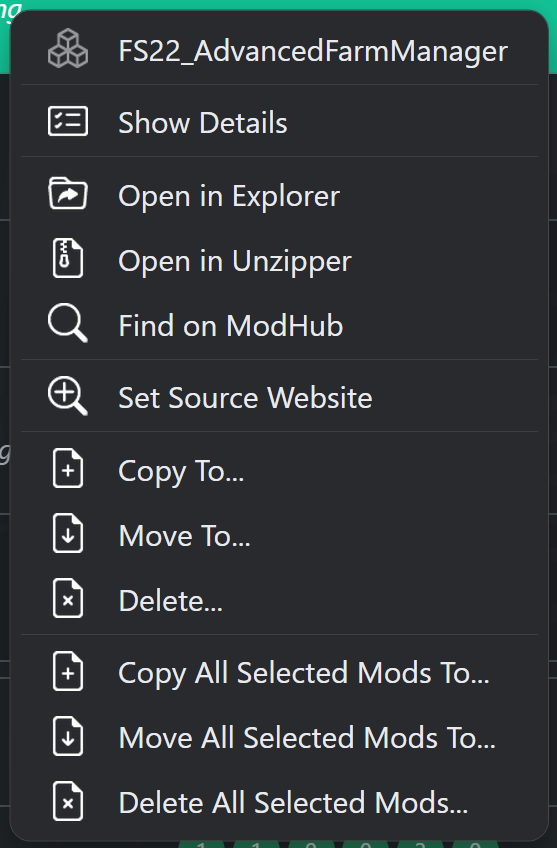 FS22_AdvancedFarmManager
Show Details
Open in Explorer
Open in Unzipper
Find on ModHub
Set Source Website
Copy To...
Move To...
Delete...
Copy All Selected Mods To...
Move All Selected Mods To...
Delete All Selected Mods...